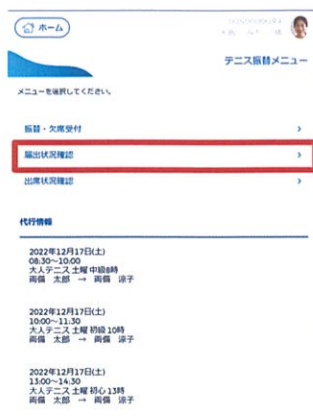 ホーム
テニス振替メニュー
メニューを選択してください。
振替・欠席受付
届出状況確認
出席状況確認
代行情報
2022年12月17日(土)
08:30~10:00
大人テニス 土曜 中級8時
両備 太郎 → 両備 涼子
2022年12月17日(土)
10:00~11:30
大人テニス 土曜 初級 10時
両備 太郎 → 両備 涼子
2022年12月17日(土)
13:00~14:30
大人テニス 土曜 初心 13時
両備 太郎 → 両備 涼子